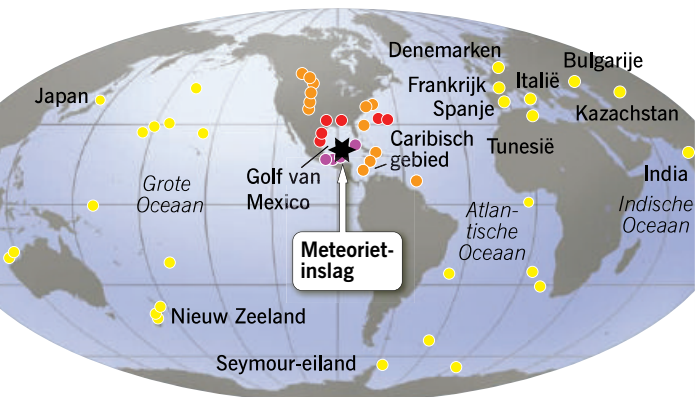 Denemarken
Bulgarije
Japan
Frankrijk
Italië
Spanje
Kazachstan
Caribisch
gebied
Tunesië
Golf van
Mexico
India
Grote
Oceaan
Atlan-
tische
Oceaan
Indische
Oceaan
Meteoriet-
inslag
Nieuw Zeeland
Seymour-eiland